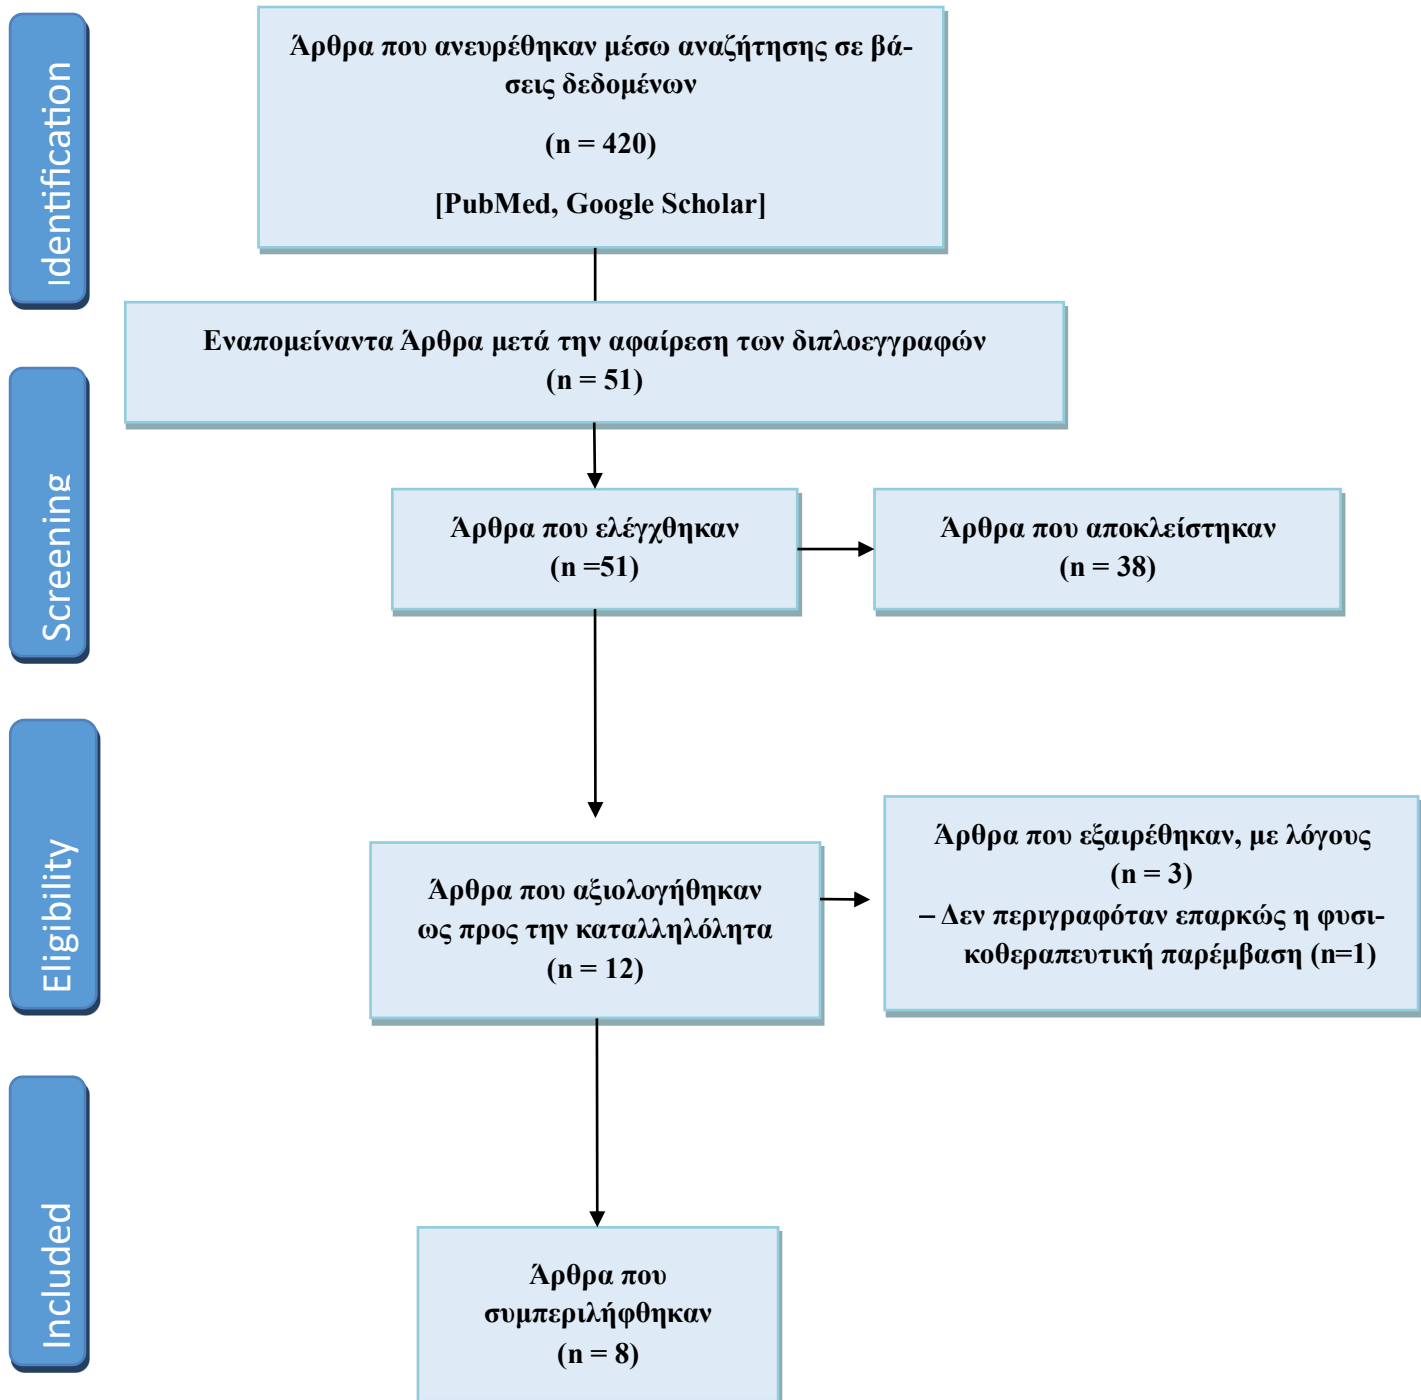 Identification
Άρθρα που ανευρέθηκαν μέσω αναζήτησης σε βά-
σεις δεδομένων
(n = 420)
[PubMed, Google Scholar]
Εναπομείναντα Άρθρα μετά την αφαίρεση των διπλοεγγραφών
(n = 51)
Screening
Άρθρα που ελέγχθηκαν
(n =51)
Άρθρα που αποκλείστηκαν
(n = 38)
Eligibility
Άρθρα που αξιολογήθηκαν
ως προς την καταλληλόλητα
(n = 12)
Άρθρα που εξαιρέθηκαν, με λόγους
(n = 3)
– Δεν περιγραφόταν επαρκώς η φυσι-
κοθεραπευτική παρέμβαση (n=1)
Included
Άρθρα που
συμπεριλήφθηκαν
(n = 8)